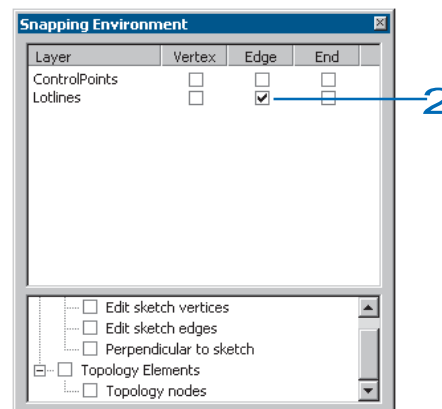 Snapping Environment
Layer Vertex Edge End
ControlPoints
Lotlines
2
Edit sketch vertices
Edit sketch edges
Perpendicular to sketch
Topology Elements
Topology nodes